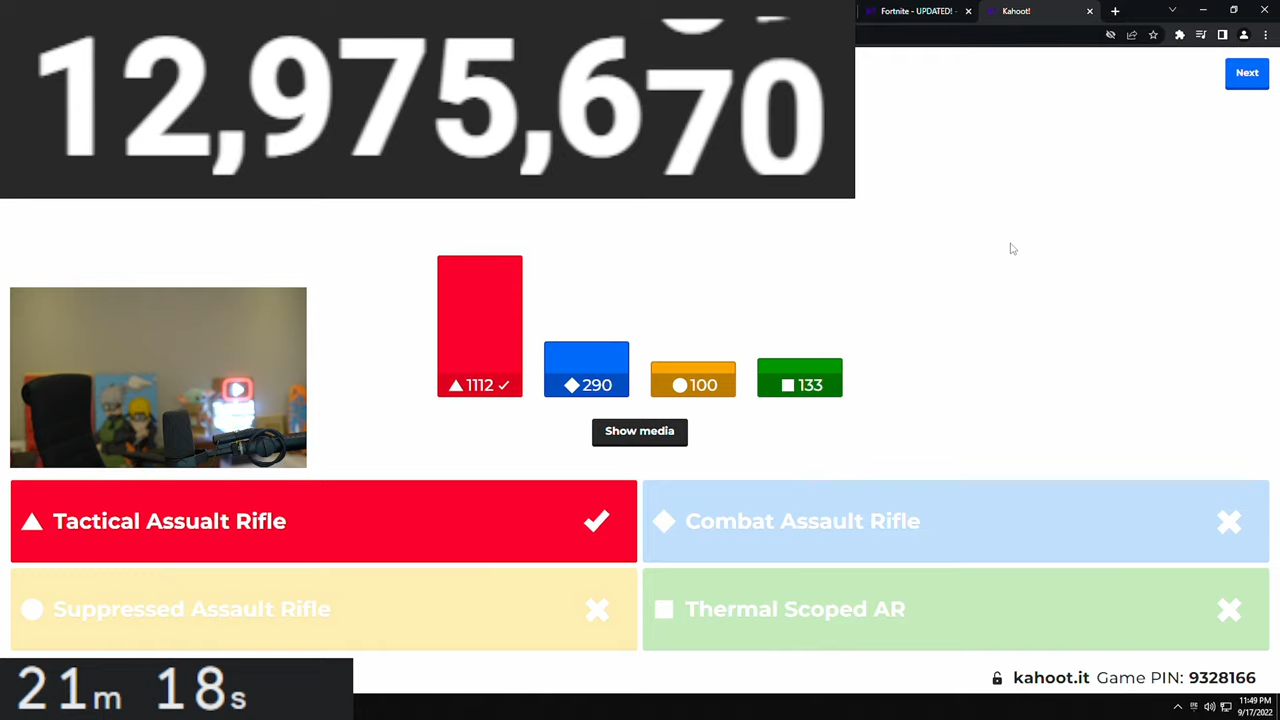 Fortnite - UPDATED! -
Kahoot!
12,975,670
Next
1112
290
100
133
Show media
Tactical Assualt Rifle
Combat Assault Rifle
Suppressed Assault Rifle
Thermal Scoped AR
21m 18s
kahoot.it Game PIN: 9328166
11:49 PM
9/17/2022